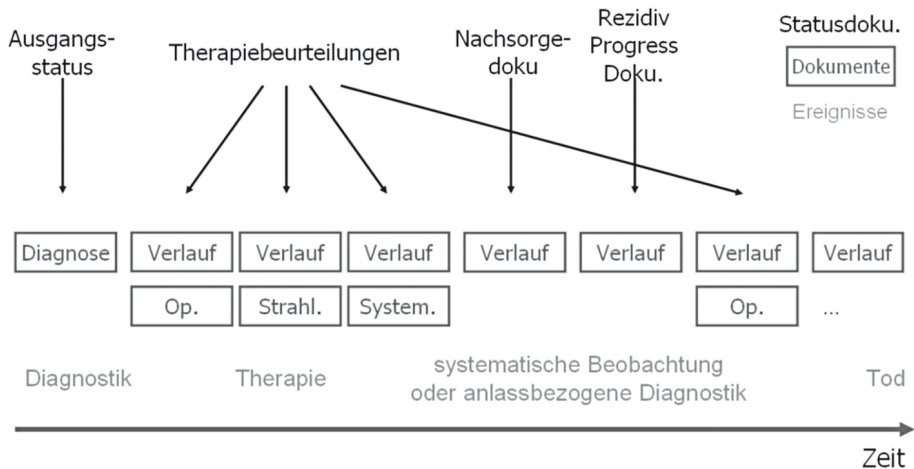 Ausgangs-
status
Therapiebeurteilungen
Nachsorge-
doku
Rezidiv
Progress
Doku.
Statusdoku.
Dokumente
Ereignisse
Diagnose
Verlauf
Verlauf
Verlauf
Verlauf
Verlauf
Verlauf
Verlauf
Op.
Strahl.
System.
Op.
...
Diagnostik
Therapie
systematische Beobachtung
oder anlassbezogene Diagnostik
Tod
Zeit